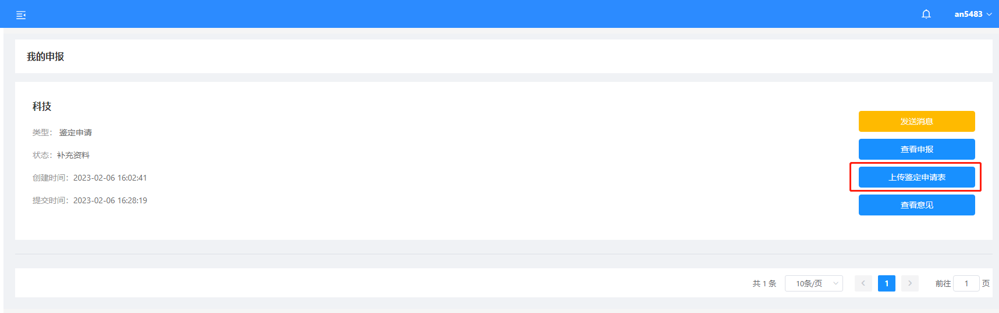 an5483
我的申报
科技
类型： 鉴定申请
状态：补充资料
创建时间：2023-02-06 16:02:41
提交时间：2023-02-06 16:28:19
发送消息
查看申报
上传鉴定申请表
查看意见
共 1 条 10条/页 1 前往 1 页